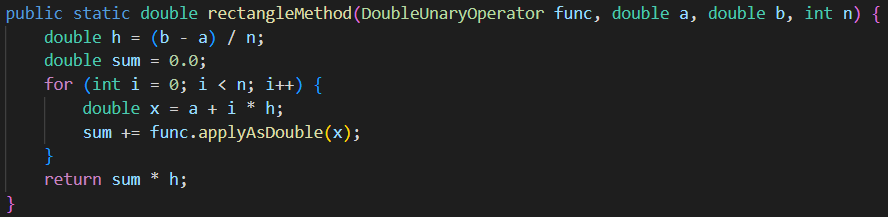 public static double rectangleMethod(DoubleUnaryOperator func, double a, double b, int n) {
    double h = (b - a) / n;
    double sum = 0.0;
    for (int i = 0; i < n; i++) {
        double x = a + i * h;
        sum += func.applyAsDouble(x);
    }
    return sum * h;
}